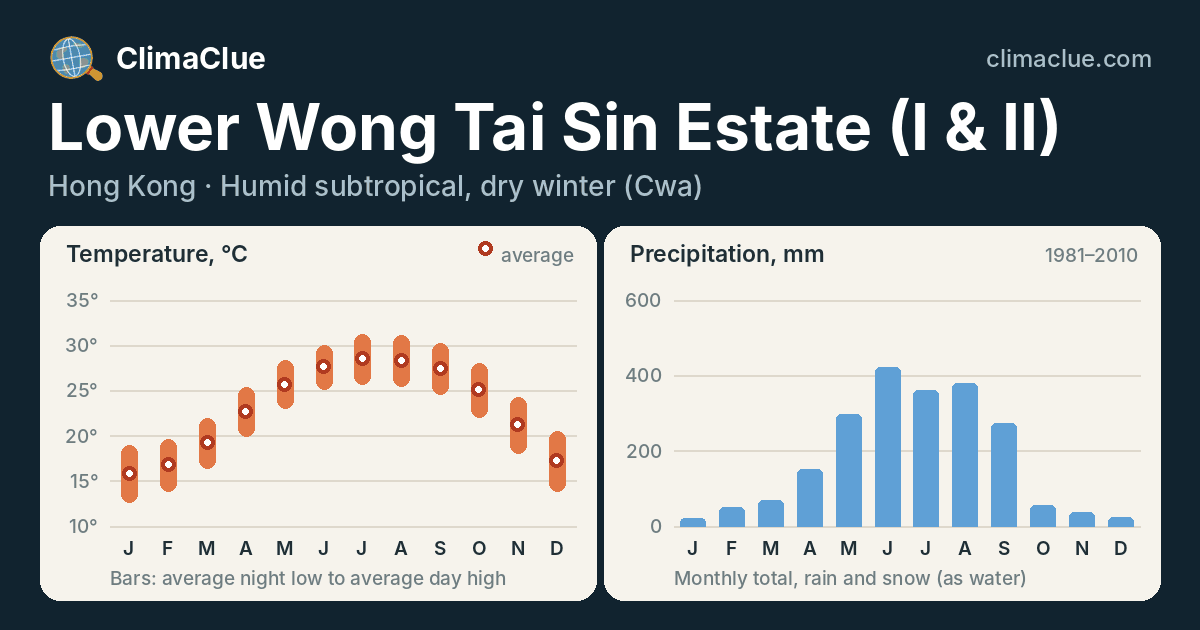 ClimaClue
climaclue.com
Lower Wong Tai Sin Estate (I & II)
Hong Kong · Humid subtropical, dry winter (Cwa)
Temperature, °C
average
35°
30°
25°
20°
15°
10°
J F M A M J J A S O N D
Bars: average night low to average day high
Precipitation, mm
1981–2010
600
400
200
0
J F M A M J J A S O N D
Monthly total, rain and snow (as water)